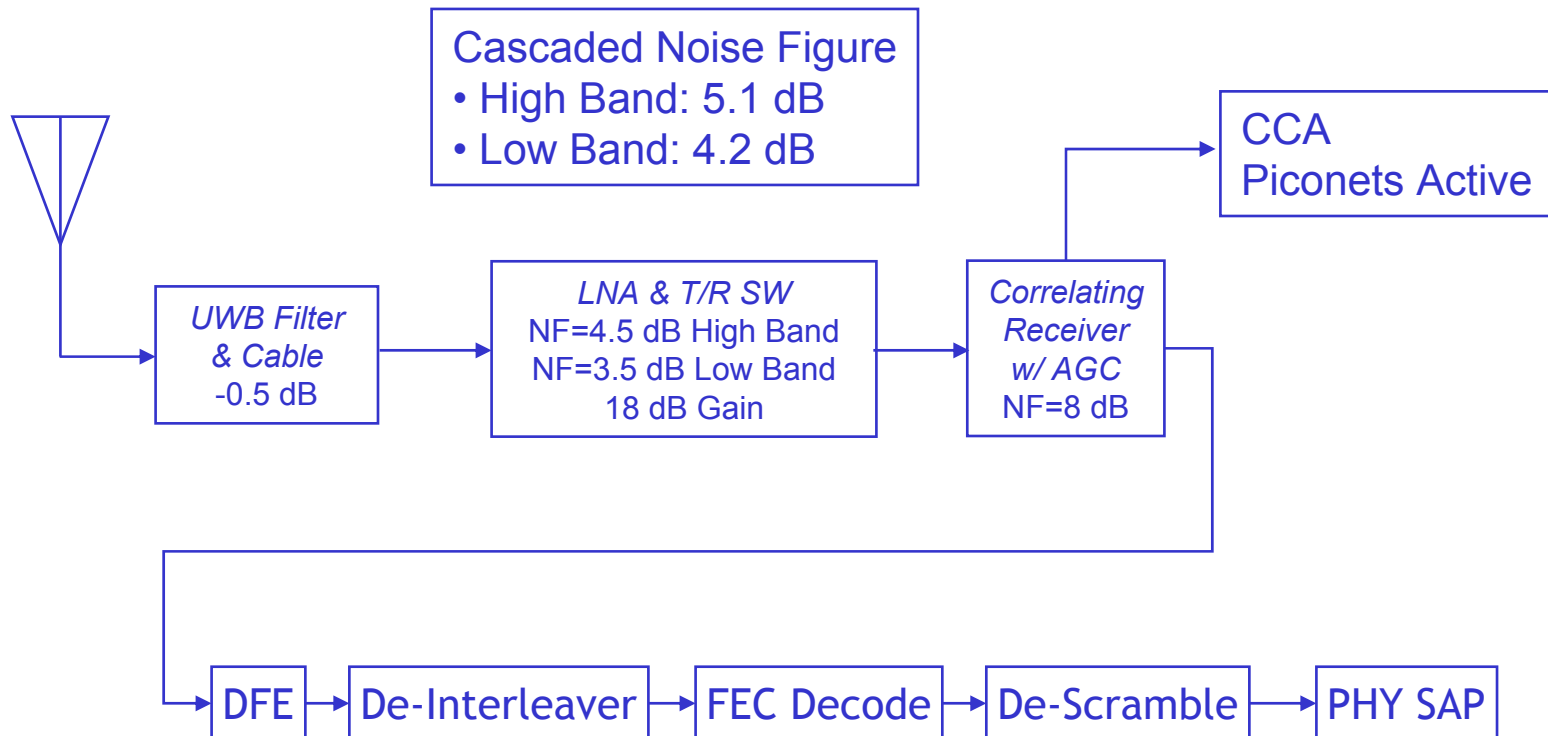 Cascaded Noise Figure
• High Band: 5.1 dB
• Low Band: 4.2 dB
CCA
Piconets Active
UWB Filter
& Cable
-0.5 dB
LNA & T/R SW
NF=4.5 dB High Band
NF=3.5 dB Low Band
18 dB Gain
Correlating
Receiver
w/ AGC
NF=8 dB
DFE
De-Interleaver
FEC Decode
De-Scramble
PHY SAP